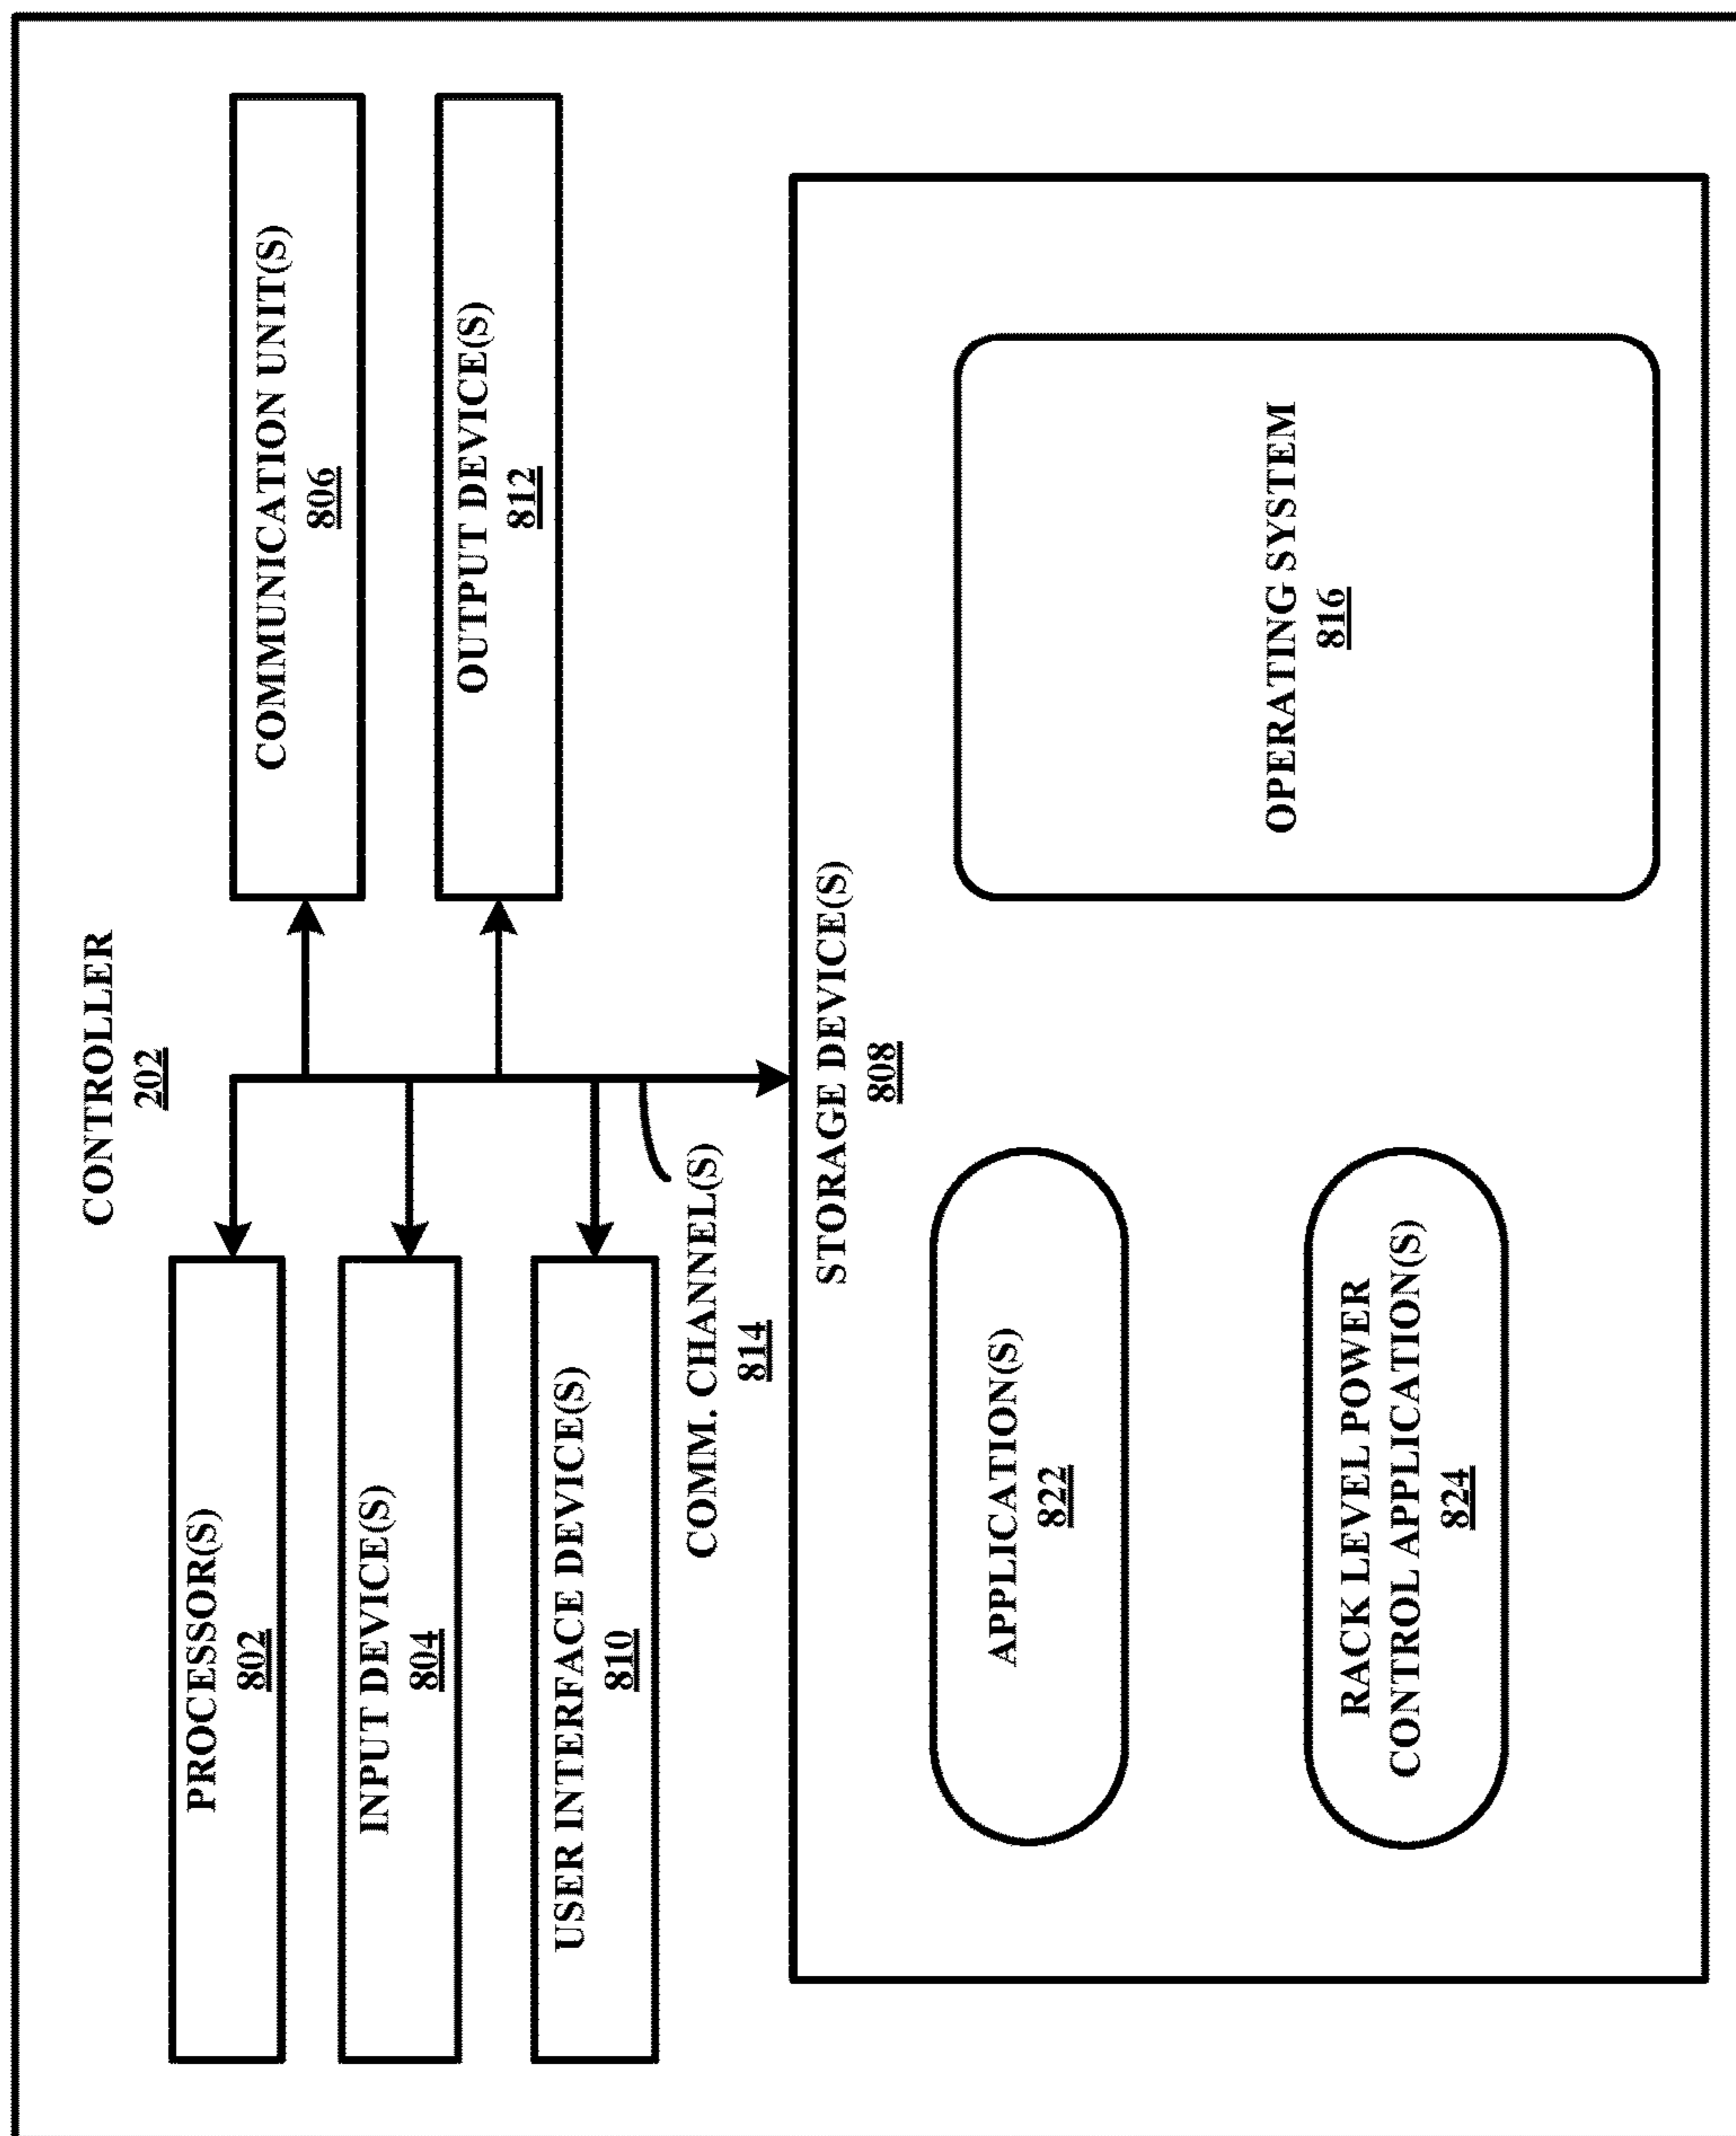 CONTROLLER
202
PROCESSOR(S)
802
COMMUNICATION UNIT(S)
806
INPUT DEVICE(S)
804
OUTPUT DEVICE(S)
812
USER INTERFACE DEVICE(S)
810
COMM. CHANNEL(S)
814
STORAGE DEVICE(S)
808
APPLICATION(S)
822
OPERATING SYSTEM
816
RACK LEVEL POWER
CONTROL APPLICATION(S)
824